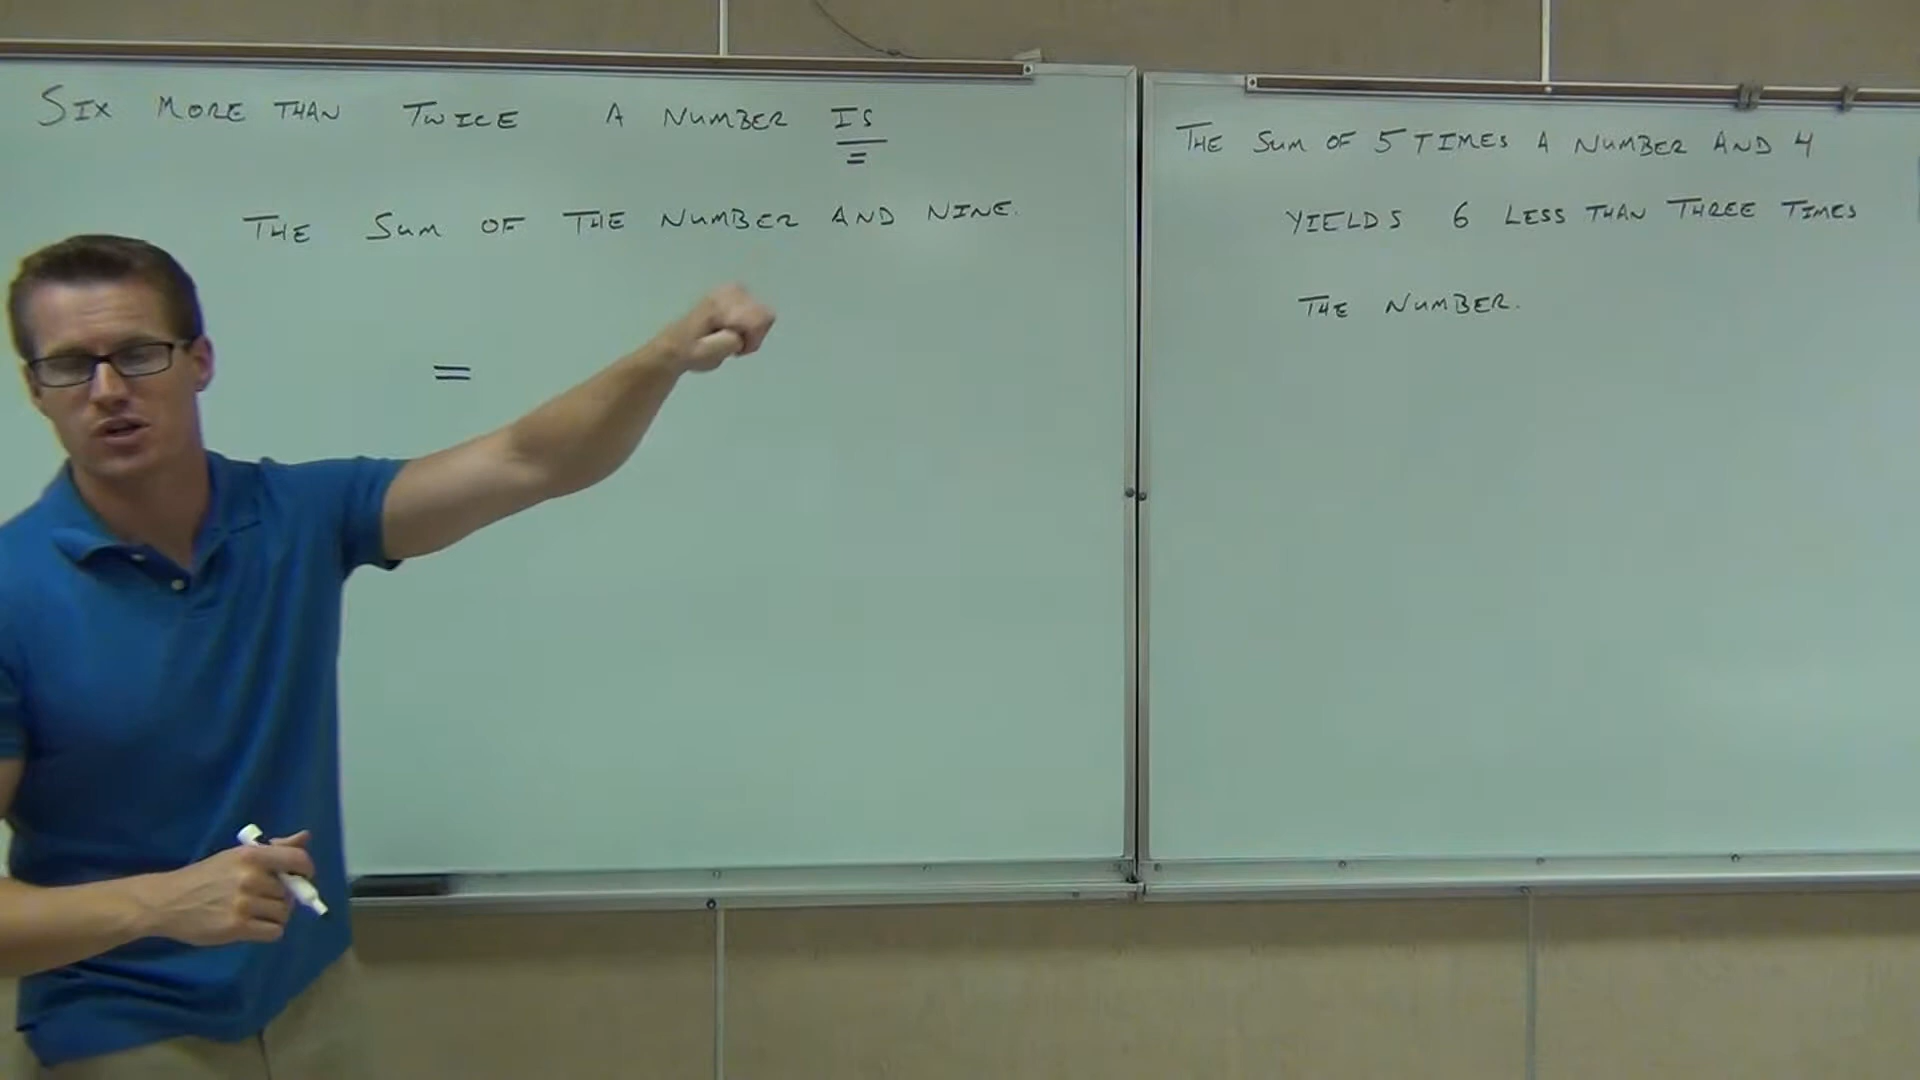 SIX MORE THAN TWICE A NUMBER IS
=
THE SUM OF THE NUMBER AND NINE.
=
THE SUM OF 5 TIMES A NUMBER AND 4
YIELDS 6 LESS THAN THREE TIMES
THE NUMBER.